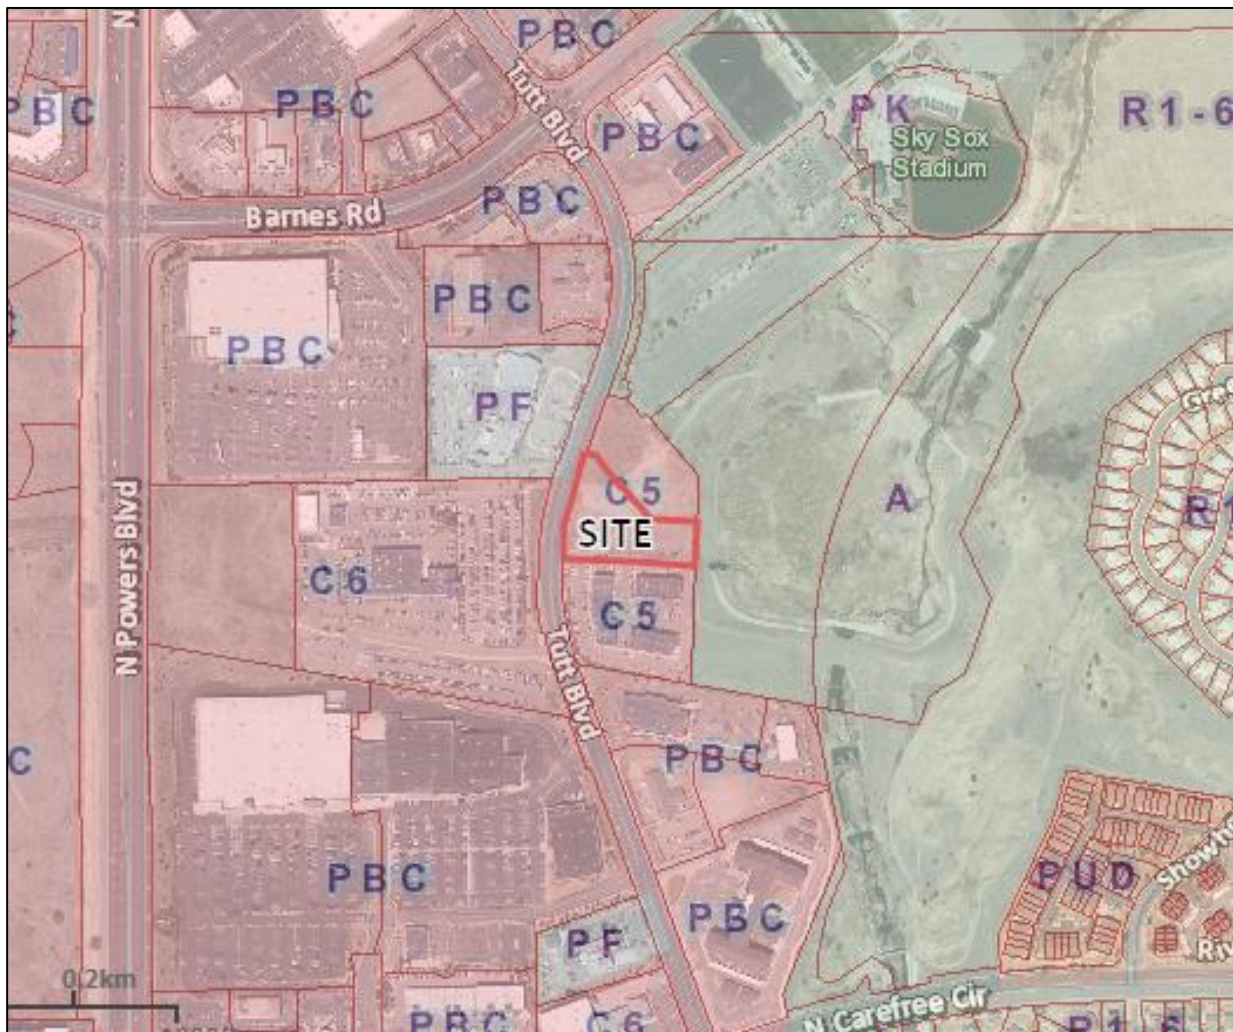 N
PBC
Tutt Blvd
PBC
PBC
PBC
PK
Sky Sox
Stadium
R1-6
Barnes Rd
PBC
PBC
PBC
PF
C5
SITE
A
C6
C5
N Powers Blvd
Tutt Blvd
C
PBC
PBC
PUD
PBC
PF
0.2km
PBC
C6
N Carefree Cir